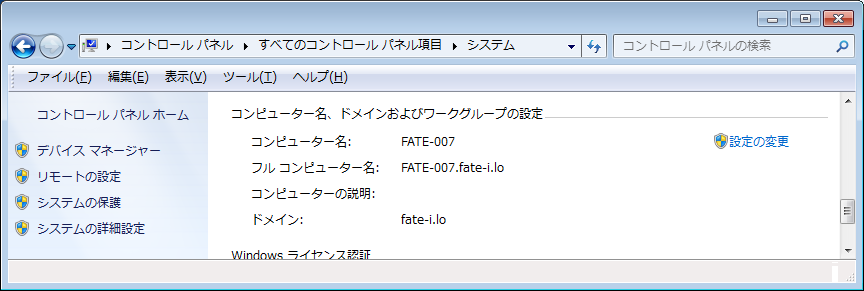 コントロール パネル ▸ すべてのコントロール パネル項目 ▸ システム
コントロール パネルの検索
ファイル(F) 編集(E) 表示(V) ツール(T) ヘルプ(H)
コントロール パネル ホーム
デバイス マネージャー
リモートの設定
システムの保護
システムの詳細設定
コンピューター名、ドメインおよびワークグループの設定
コンピューター名: FATE-007
設定の変更
フル コンピューター名: FATE-007.fate-i.lo
コンピューターの説明:
ドメイン: fate-i.lo
Windows ライセンス認証